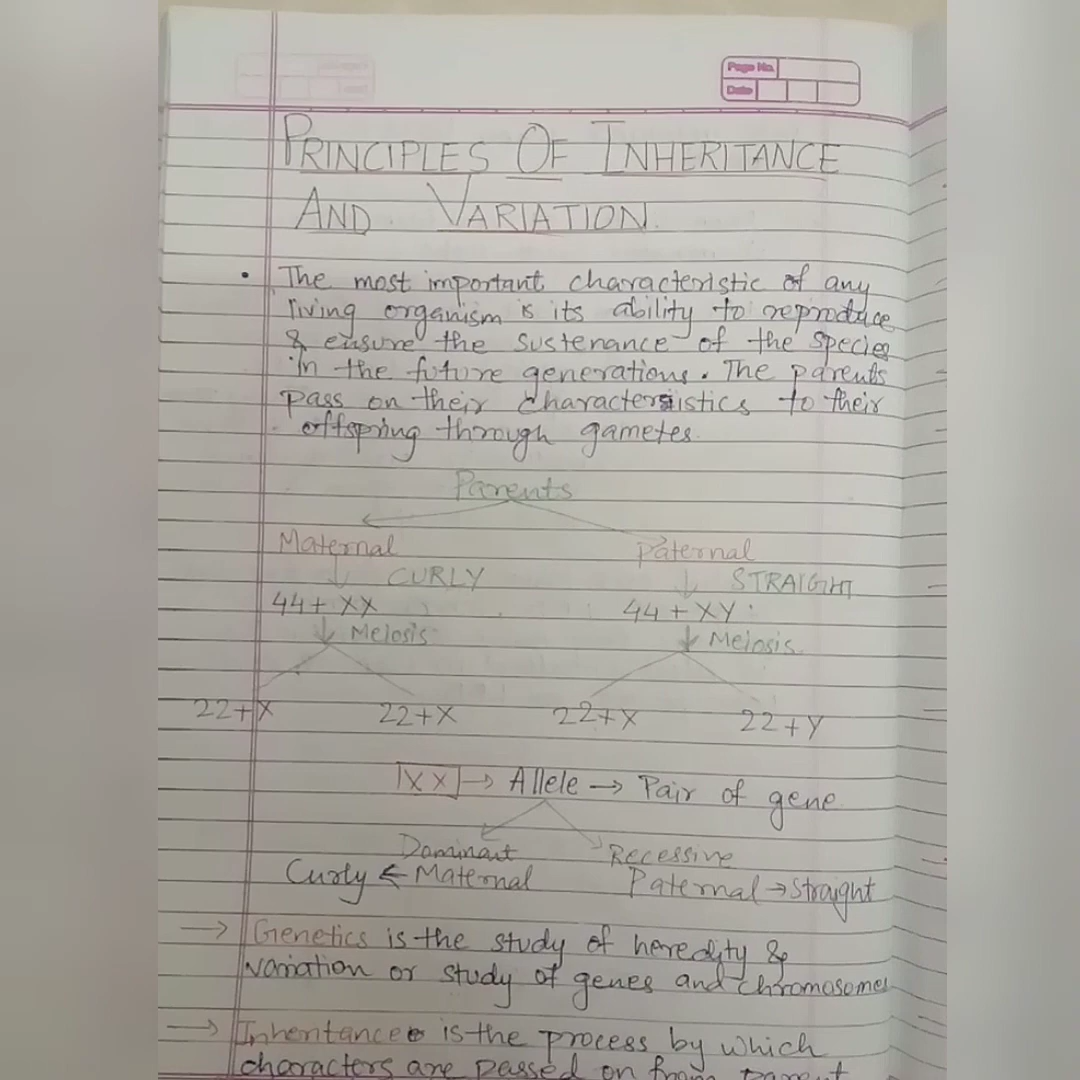 Page No.
Date
PRINCIPLES OF INHERITANCE
AND VARIATION
• The most important characteristic of any
living organism is its ability to reproduce
& ensure the sustenance of the species
in the future generations. The parents
pass on their characteristics to their
offspring through gametes.
Parents
Maternal Paternal
CURLY STRAIGHT
44 + XX 44 + XY
↓ Meiosis ↓ Meiosis
22+X 22+X 22+X 22+Y
XX → Allele → Pair of gene
Dominant Recessive
Curly ← Maternal Paternal → Straight
→ Genetics is the study of heredity &
variation or study of genes and chromosomes
→ Inheritance is the process by which
characters are passed on from parent